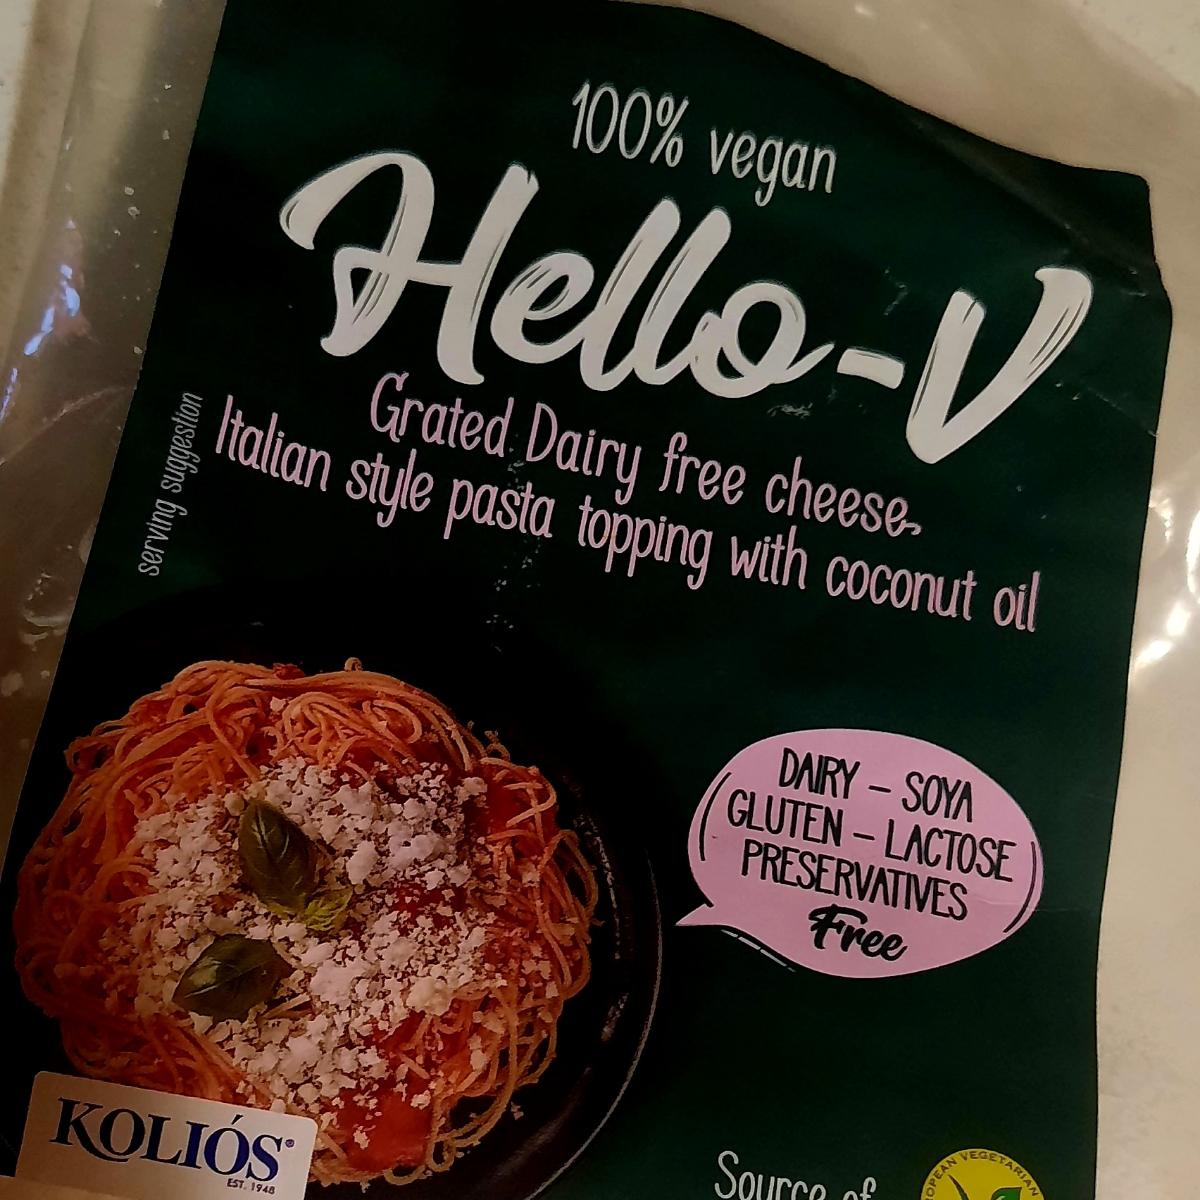 100% vegan
Hello-V
Grated Dairy free cheese,
Italian style pasta topping with coconut oil
serving suggestion
DAIRY – SOYA
GLUTEN – LACTOSE
PRESERVATIVES
Free
KOLIÓS®
EST. 1948
Source of
VEGETARIAN